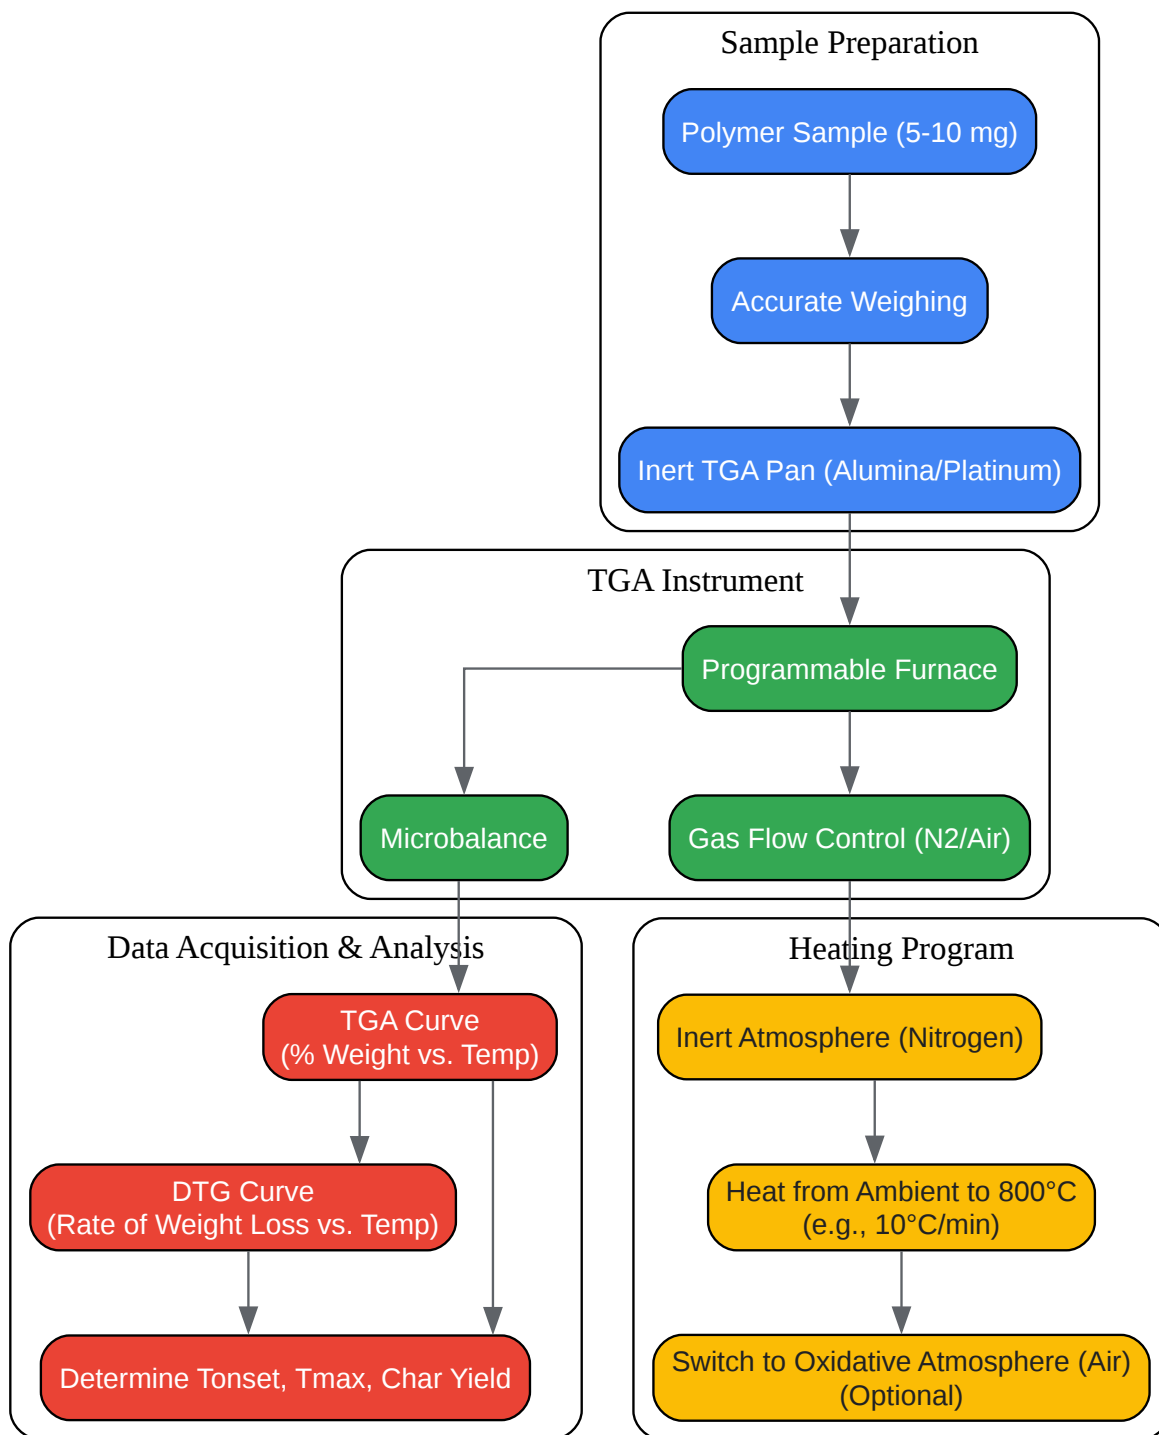 Sample Preparation
Polymer Sample (5-10 mg)
Accurate Weighing
Inert TGA Pan (Alumina/Platinum)
TGA Instrument
Programmable Furnace
Microbalance
Gas Flow Control (N2/Air)
Data Acquisition & Analysis
TGA Curve
(% Weight vs. Temp)
DTG Curve
(Rate of Weight Loss vs. Temp)
Determine Tonset, Tmax, Char Yield
Heating Program
Inert Atmosphere (Nitrogen)
Heat from Ambient to 800°C
(e.g., 10°C/min)
Switch to Oxidative Atmosphere (Air)
(Optional)